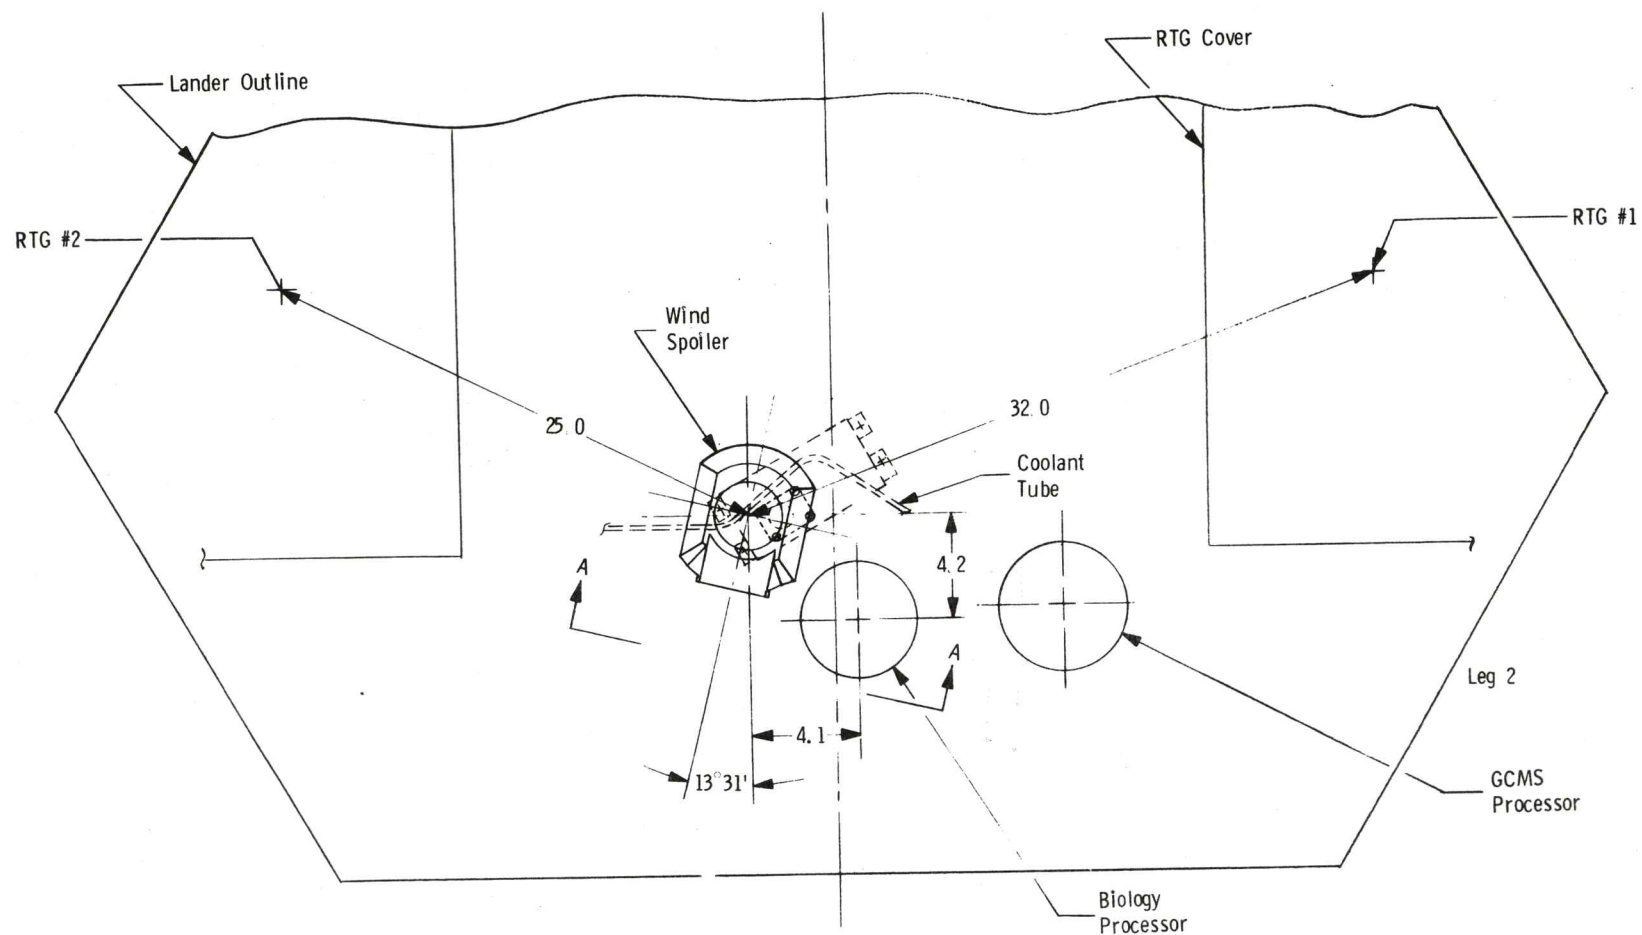 RTG Cover
Lander Outline
RTG #1
RTG #2
Wind
Spoiler
32.0
25.0
Coolant
Tube
4.2
A
A
Leg 2
4.1
13°31'
GCMS
Processor
Biology
Processor